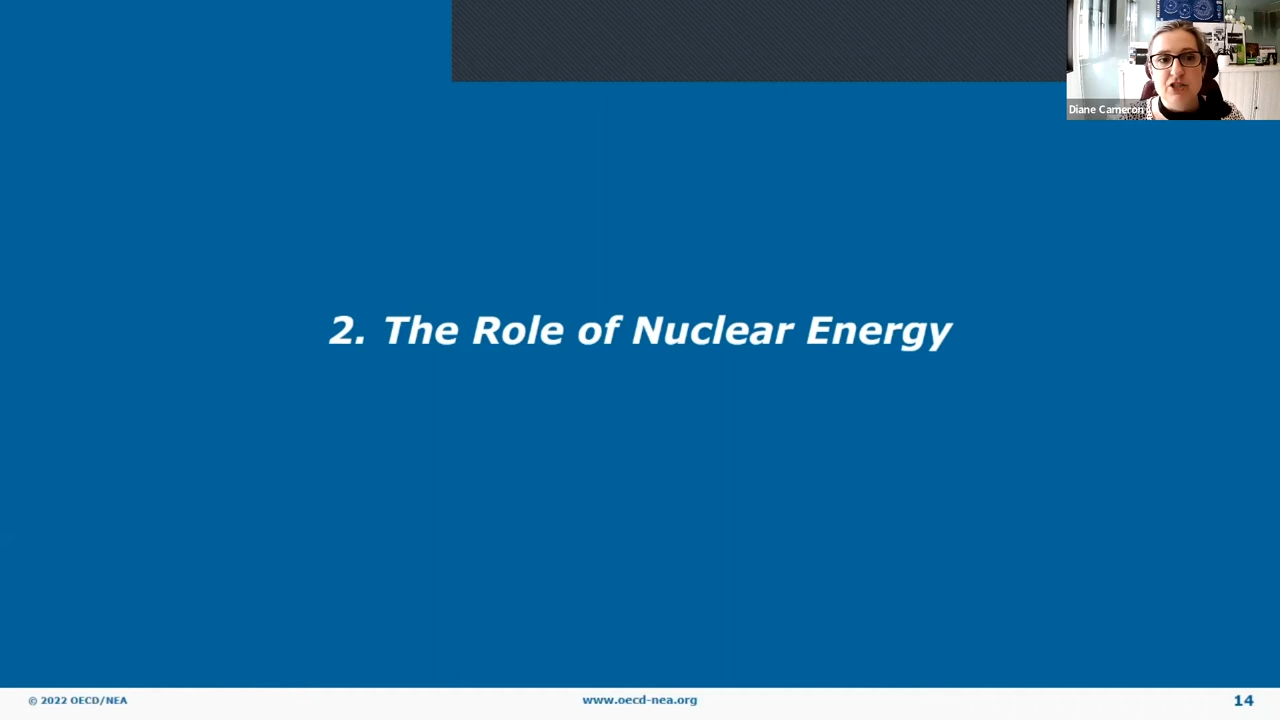 Diane Cameron
2. The Role of Nuclear Energy
© 2022 OECD/NEA
www.oecd-nea.org
14